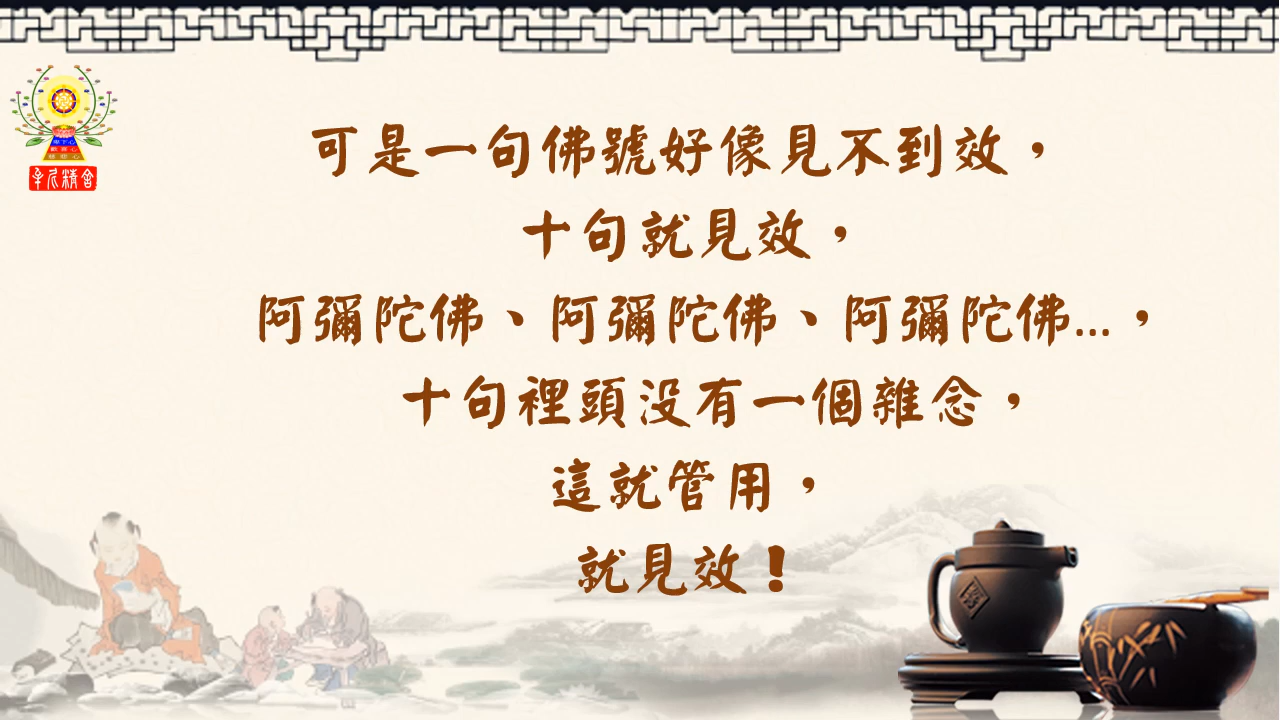 可是一句佛號好像見不到效，
十句就見效，
阿彌陀佛、阿彌陀佛、阿彌陀佛...，
十句裡頭没有一個雜念，
這就管用，
就見效！